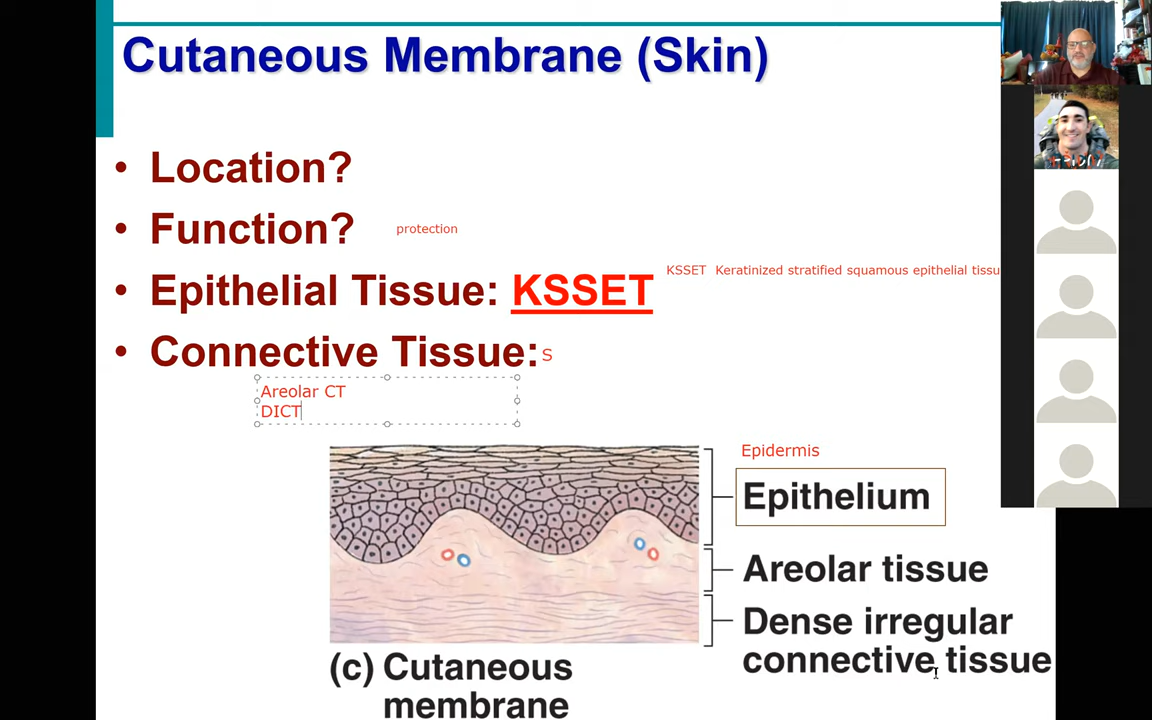 Cutaneous Membrane (Skin)
• Location?
• Function? protection
• Epithelial Tissue: KSSET KSSET Keratinized stratified squamous epithelial tissu
• Connective Tissue: S
Areolar CT
DICT
Epidermis
Epithelium
Areolar tissue
Dense irregular
connective tissue
(c) Cutaneous
membrane